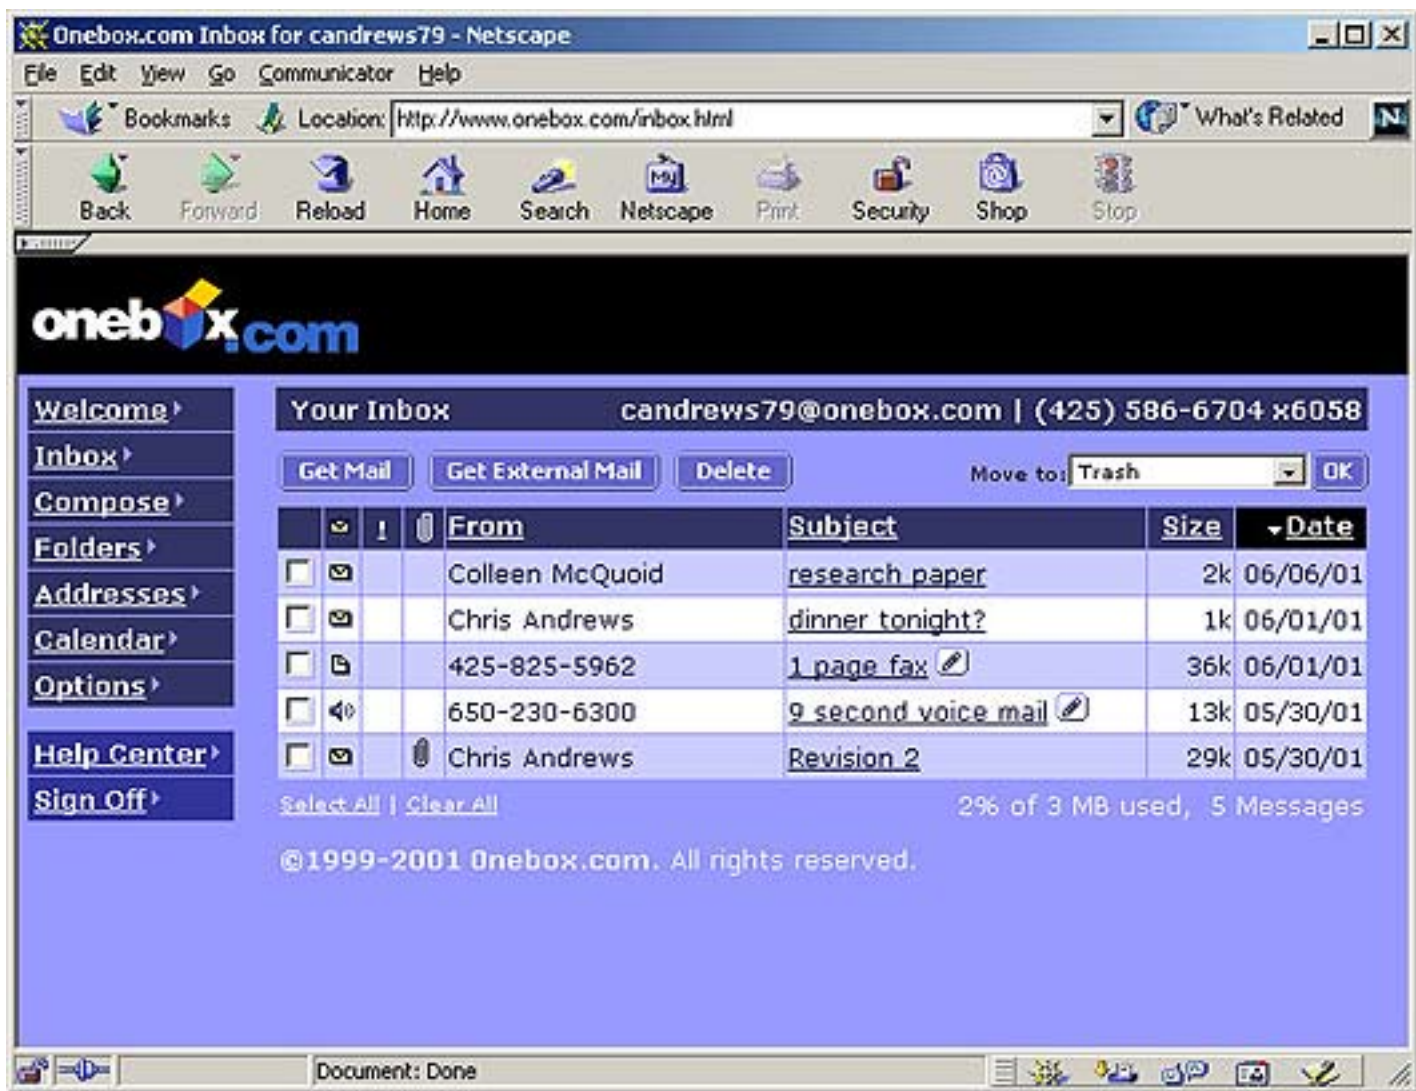 Onebox.com Inbox for candrews79 - Netscape
File Edit View Go Communicator Help
Bookmarks Location: http://www.onebox.com/inbox.html What's Related N
Back Forward Reload Home Search My Netscape Print Security Shop Stop
onebox.com
Your Inbox candrews79@onebox.com | (425) 586-6704 x6058
Welcome
Inbox
Compose
Folders
Addresses
Calendar
Options
Help Center
Sign Off
Get Mail Get External Mail Delete Move to: Trash OK
! From Subject Size Date
Colleen McQuoid research paper 2k 06/06/01
Chris Andrews dinner tonight? 1k 06/01/01
425-825-5962 1 page fax 36k 06/01/01
650-230-6300 9 second voice mail 13k 05/30/01
Chris Andrews Revision 2 29k 05/30/01
Select All | Clear All 2% of 3 MB used, 5 Messages
©1999-2001 Onebox.com. All rights reserved.
Document: Done